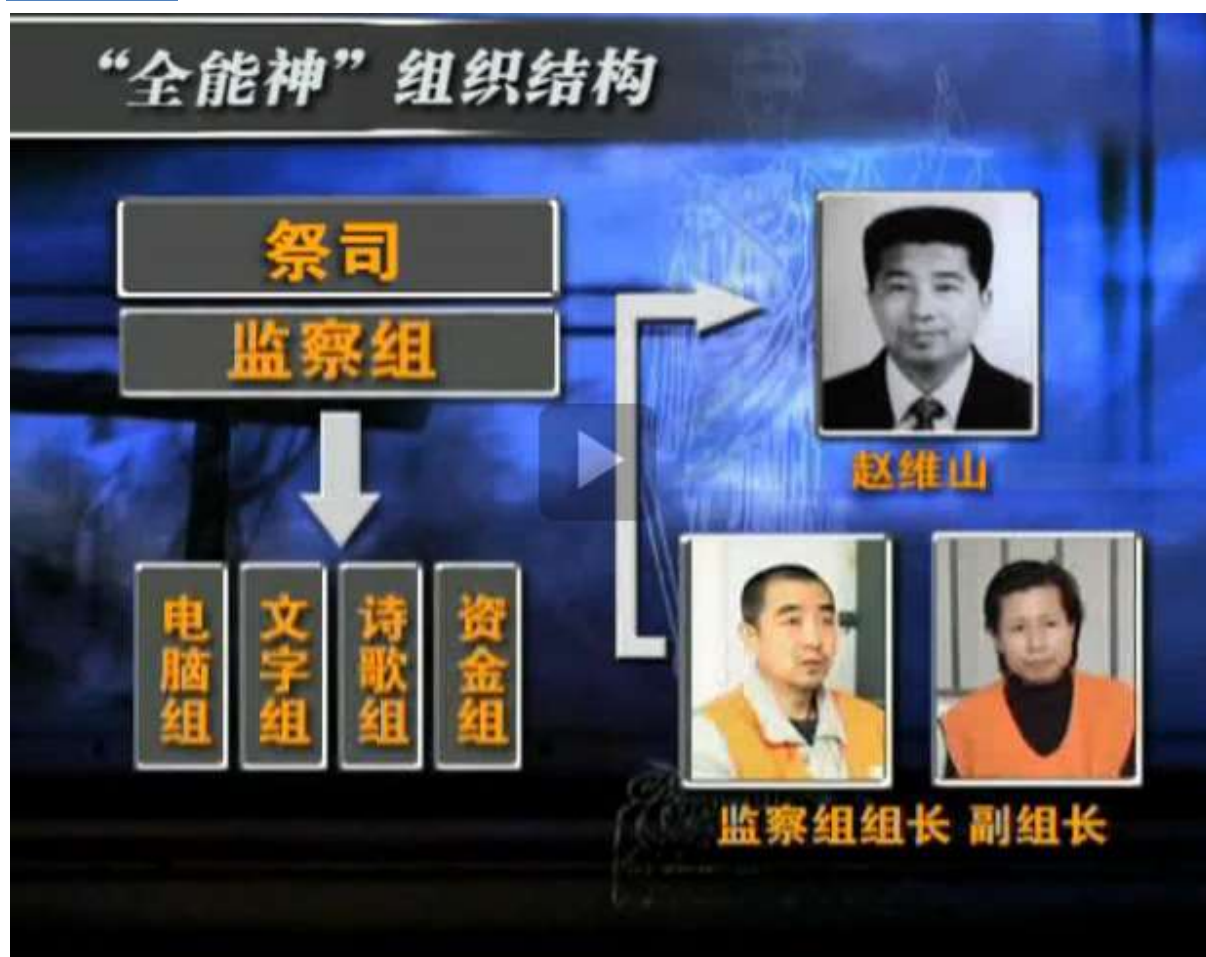 “全能神”组织结构
祭司
监察组
电脑组
文字组
诗歌组
资金组
赵维山
监察组组长 副组长